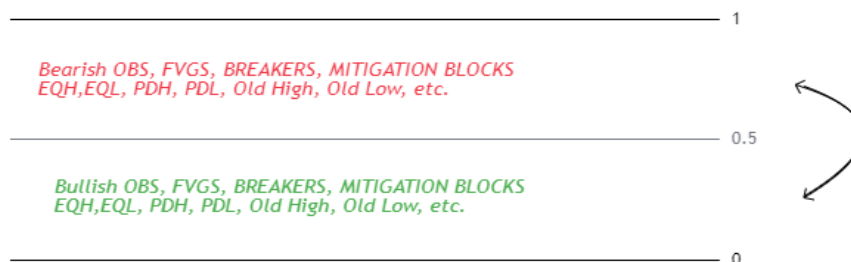 1
Bearish OBS, FVGS, BREAKERS, MITIGATION BLOCKS
EQH,EQL, PDH, PDL, Old High, Old Low, etc.
0.5
Bullish OBS, FVGS, BREAKERS, MITIGATION BLOCKS
EQH,EQL, PDH, PDL, Old High, Old Low, etc.
0